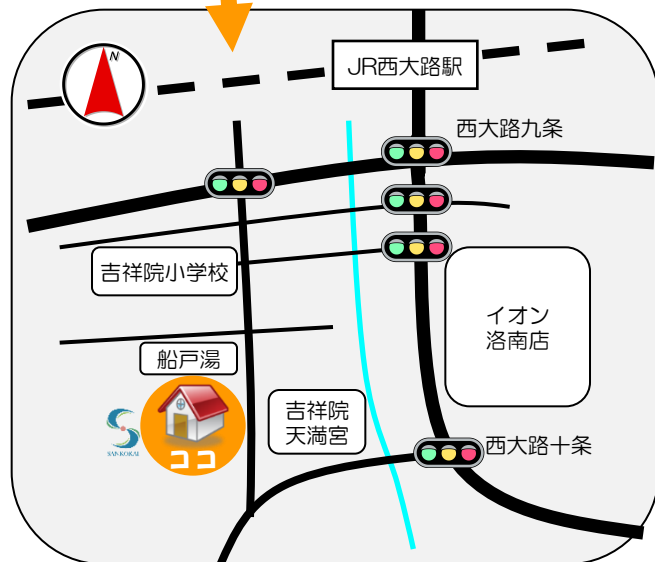 N
JR西大路駅
西大路九条
吉祥院小学校
イオン
洛南店
船戸湯
吉祥院
天満宮
西大路十条
SANKOKAI
ココ